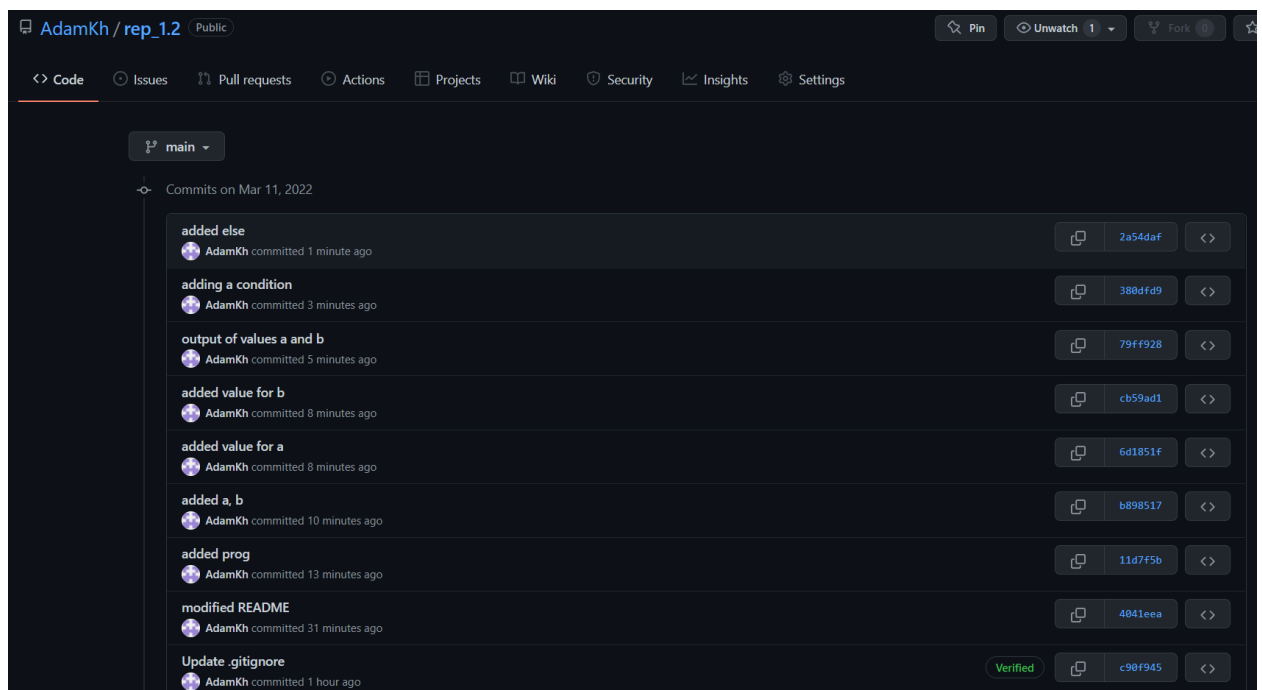 AdamKh / rep_1.2 Public Pin Unwatch 1 Fork 0
Code Issues Pull requests Actions Projects Wiki Security Insights Settings
main
Commits on Mar 11, 2022
added else
AdamKh committed 1 minute ago
2a54daf
adding a condition
AdamKh committed 3 minutes ago
380dfd9
output of values a and b
AdamKh committed 5 minutes ago
79ff928
added value for b
AdamKh committed 8 minutes ago
cb59ad1
added value for a
AdamKh committed 8 minutes ago
6d1851f
added a, b
AdamKh committed 10 minutes ago
b898517
added prog
AdamKh committed 13 minutes ago
11d7f5b
modified README
AdamKh committed 31 minutes ago
4041eea
Update .gitignore
AdamKh committed 1 hour ago
Verified c90f945